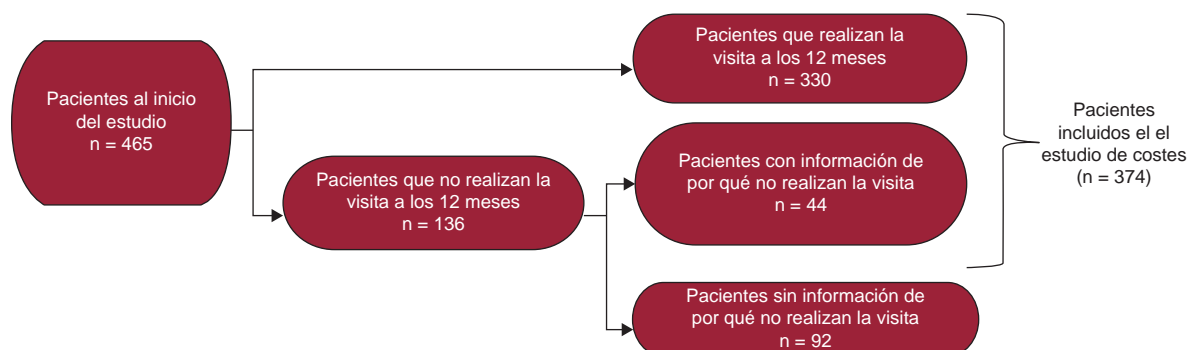 Pacientes al inicio
del estudio
n = 465
Pacientes que realizan la
visita a los 12 meses
n = 330
Pacientes que no realizan la
visita a los 12 meses
n = 136
Pacientes con información de
por qué no realizan la visita
n = 44
Pacientes sin información de
por qué no realizan la visita
n = 92
Pacientes
incluidos el el
estudio de costes
(n = 374)